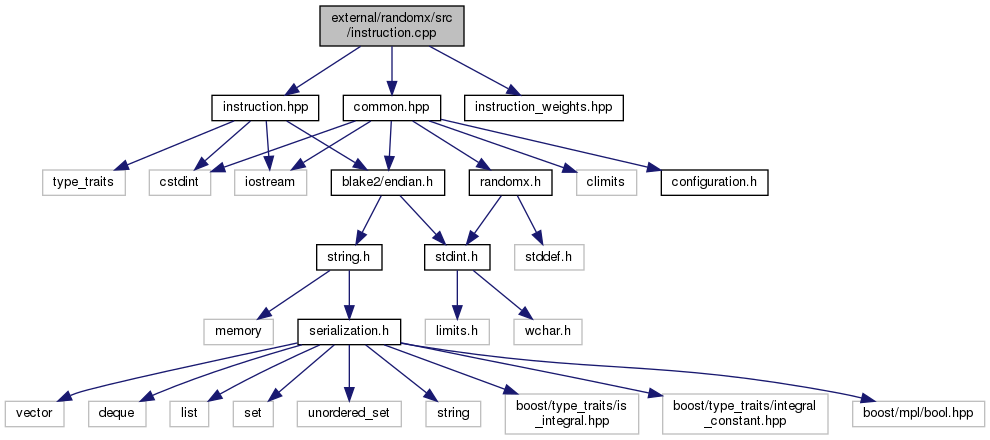 external/randomx/src
/instruction.cpp
instruction.hpp
common.hpp
instruction_weights.hpp
type_traits
cstdint
iostream
blake2/endian.h
randomx.h
climits
configuration.h
string.h
stdint.h
stddef.h
memory
serialization.h
limits.h
wchar.h
vector
deque
list
set
unordered_set
string
boost/type_traits/is
_integral.hpp
boost/type_traits/integral
_constant.hpp
boost/mpl/bool.hpp